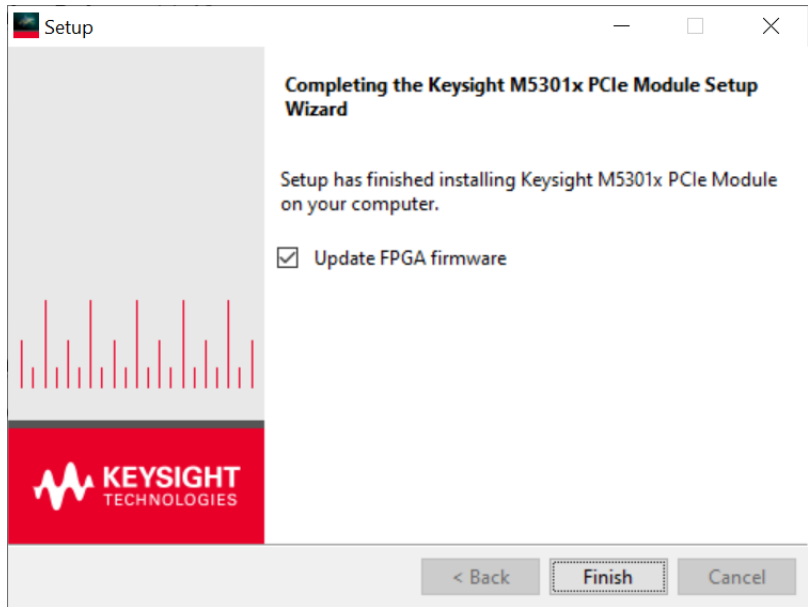 Setup
Completing the Keysight M5301x PCIe Module Setup
Wizard
Setup has finished installing Keysight M5301x PCIe Module
on your computer.
Update FPGA firmware
KEYSIGHT
TECHNOLOGIES
< Back Finish Cancel